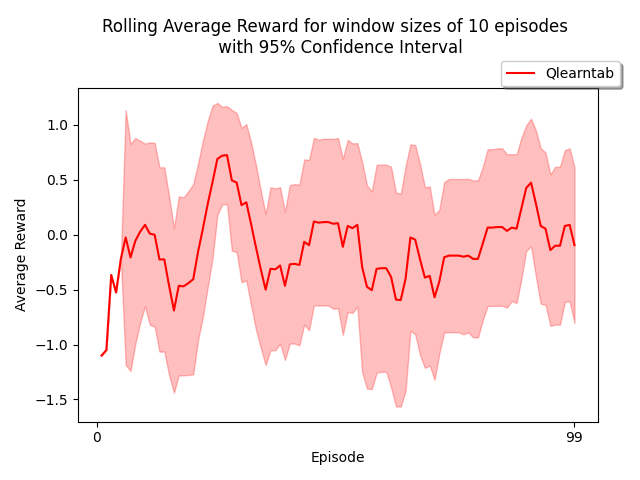 Rolling Average Reward for window sizes of 10 episodes
with 95% Confidence Interval
Qlearntab
1.0
0.5
0.0
−0.5
−1.0
−1.5
Average Reward
0
99
Episode